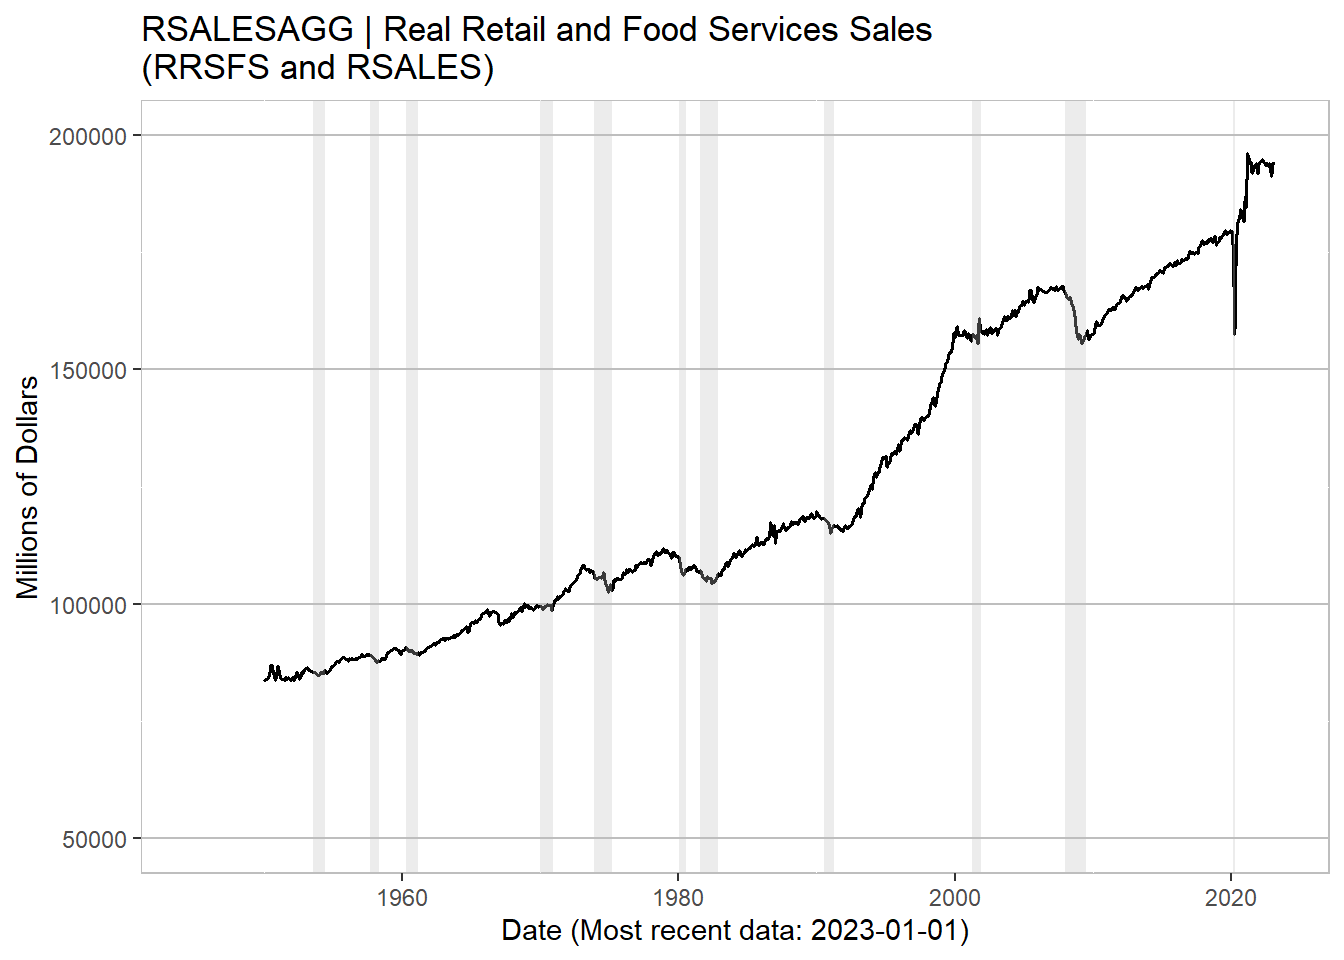 RSALESAGG | Real Retail and Food Services Sales
(RRSFS and RSALES)
Millions of Dollars
200000
150000
100000
50000
1960
1980
2000
2020
Date (Most recent data: 2023-01-01)